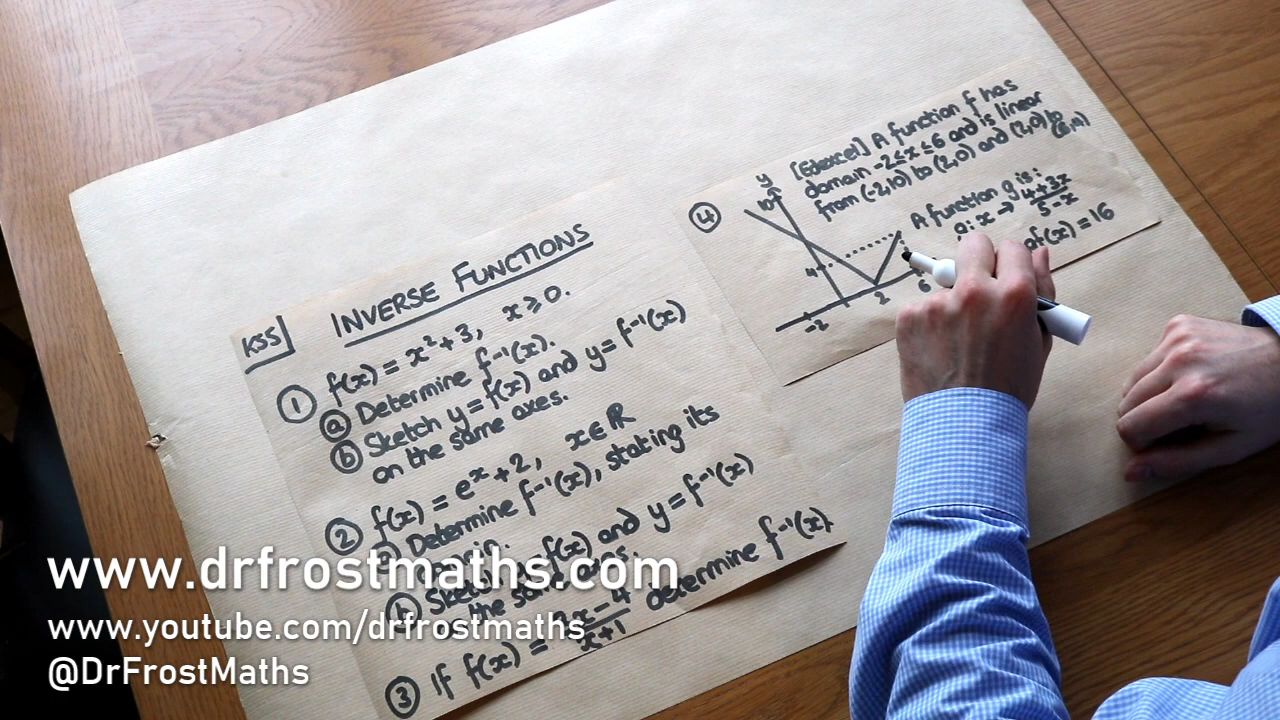 KS5
INVERSE FUNCTIONS
① f(x) = x² + 3, x ⩾ 0.
ⓐ Determine f⁻¹(x).
ⓑ Sketch y = f(x) and y = f⁻¹(x)
on the same axes.
② f(x) = eˣ + 2, x ∈ ℝ
Determine f⁻¹(x), stating its
ⓑ Sketch f(x) and y = f⁻¹(x)
the same
③ If f(x) = x-4/x+1 determine f⁻¹(x).
④
[Edexcel] A function f has
domain -2 ≤ x ≤ 6 and is linear
from (-2,10) to (2,0) and (2,0) to
(6,4)
A function g is:
g: x → 4+3x/5-x
gf(x) = 16
y
10
4
-2
2
6
www.drfrostmaths.com
www.youtube.com/drfrostmaths
@DrFrostMaths